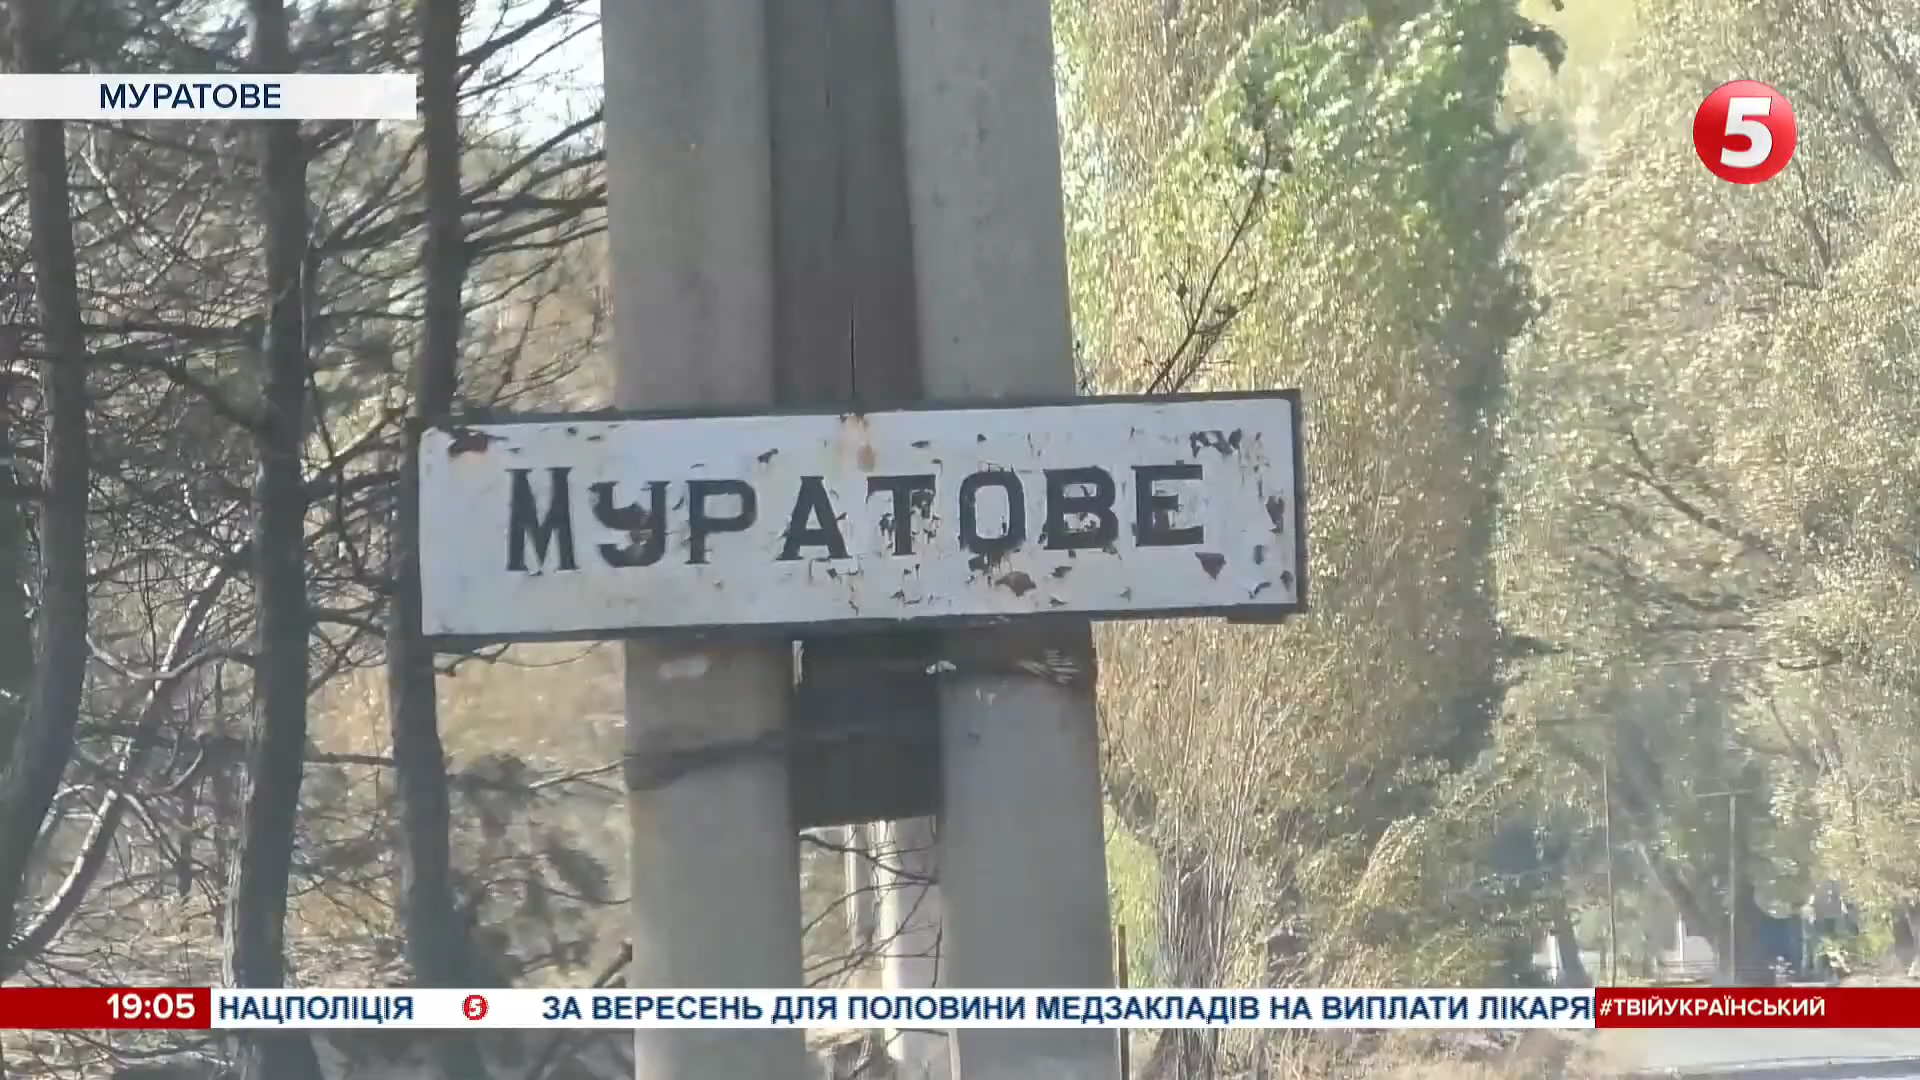 МУРАТОВЕ
5
МУРАТОВЕ
19:05 НАЦПОЛІЦІЯ 5 ЗА ВЕРЕСЕНЬ ДЛЯ ПОЛОВИНИ МЕДЗАКЛАДІВ НА ВИПЛАТИ ЛІКАРЯ #ТВІЙУКРАЇНСЬКИЙ